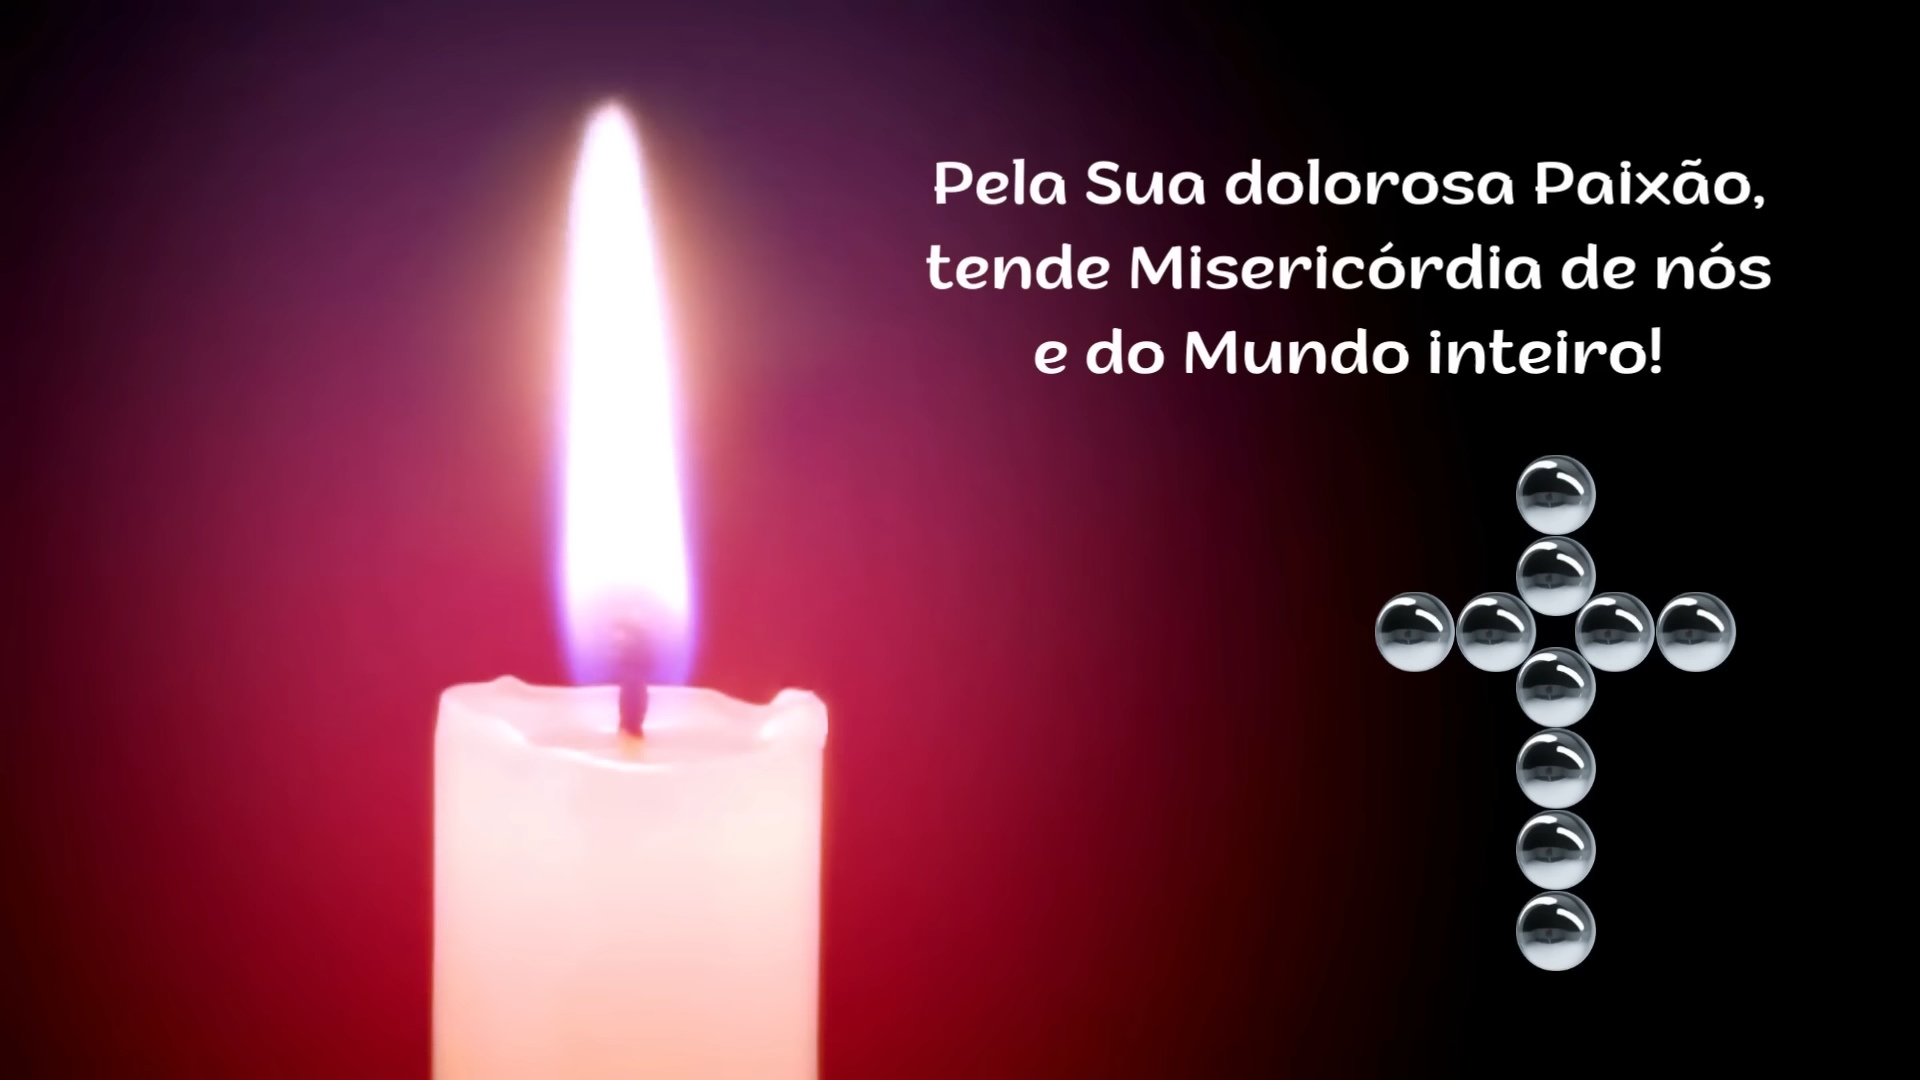 Pela Sua dolorosa Paixão,
tende Misericórdia de nós
e do Mundo inteiro!